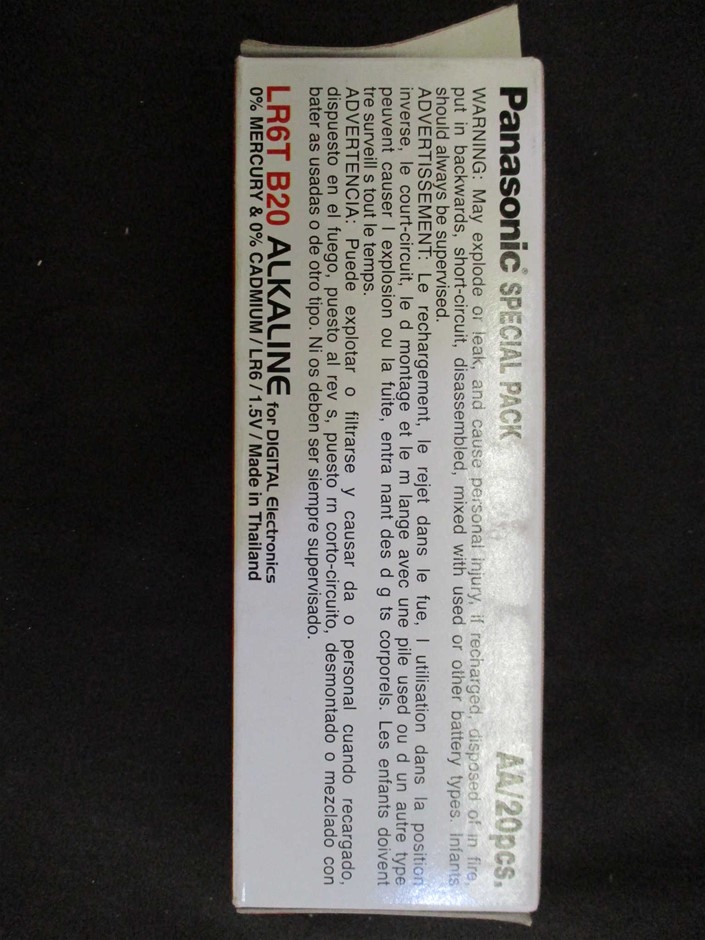 Panasonic® SPECIAL PACK AA/20pcs.
WARNING: May explode or leak, and cause personal injury, if recharged, disposed of in fire,
put in backwards, short-circuit, disassembled, mixed with used or other battery types. Infants
should always be supervised.
ADVERTISSEMENT: Le rechargement, le rejet dans le fue, l utilisation dans la position
inverse, le court-circuit, le d montage et le m lange avec une pile used ou d un autre type
peuvent causer l explosion ou la fuite, entra nant des d g ts corporels. Les enfants doivent
tre surveill s tout le temps.
ADVERTENCIA: Puede explotar o filtrarse y causar da o personal cuando recargado,
dispuesto en el fuego, puesto al rev s, puesto rn corto-circuito, desmontado o mezclado con
bater as usadas o de otro tipo. Ni os deben ser siempre supervisado.
LR6T B20 ALKALINE for DIGITAL Electronics
0% MERCURY & 0% CADMIUM / LR6 / 1.5V / Made in Thailand